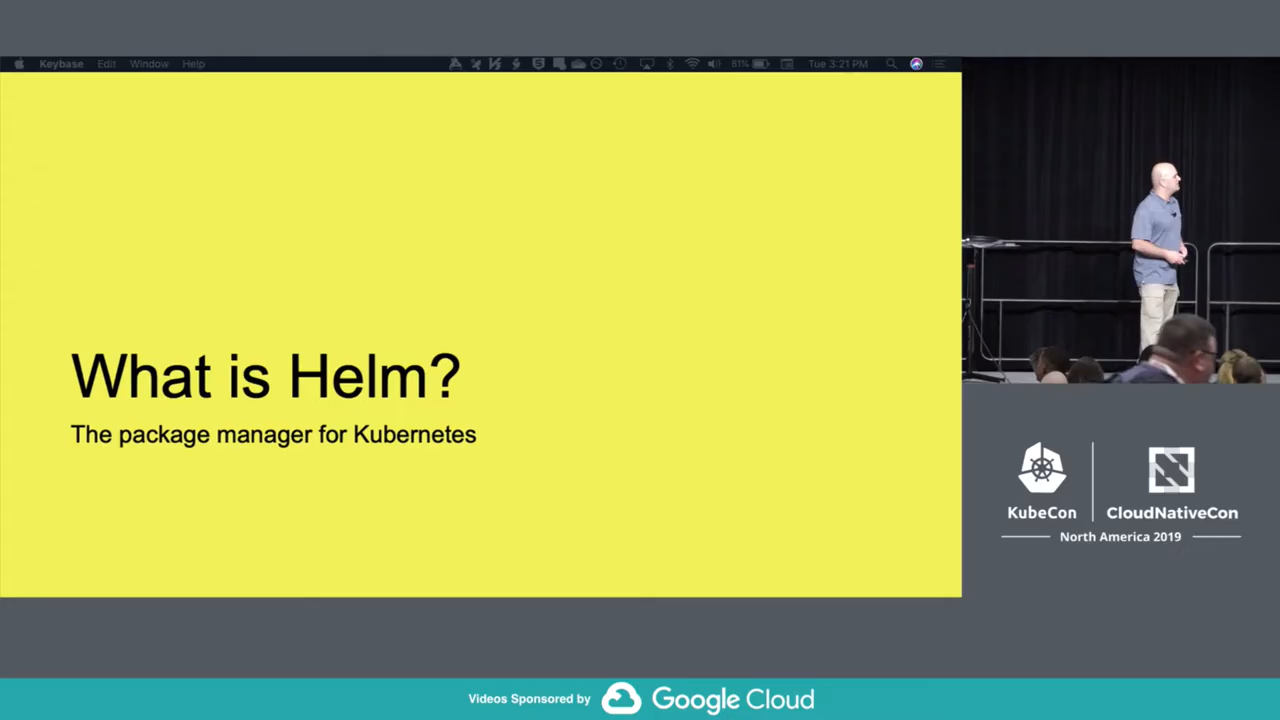 Keybase Edit Window Help 81% Tue 3:21 PM
What is Helm?
The package manager for Kubernetes
KubeCon CloudNativeCon
North America 2019
Videos Sponsored by Google Cloud